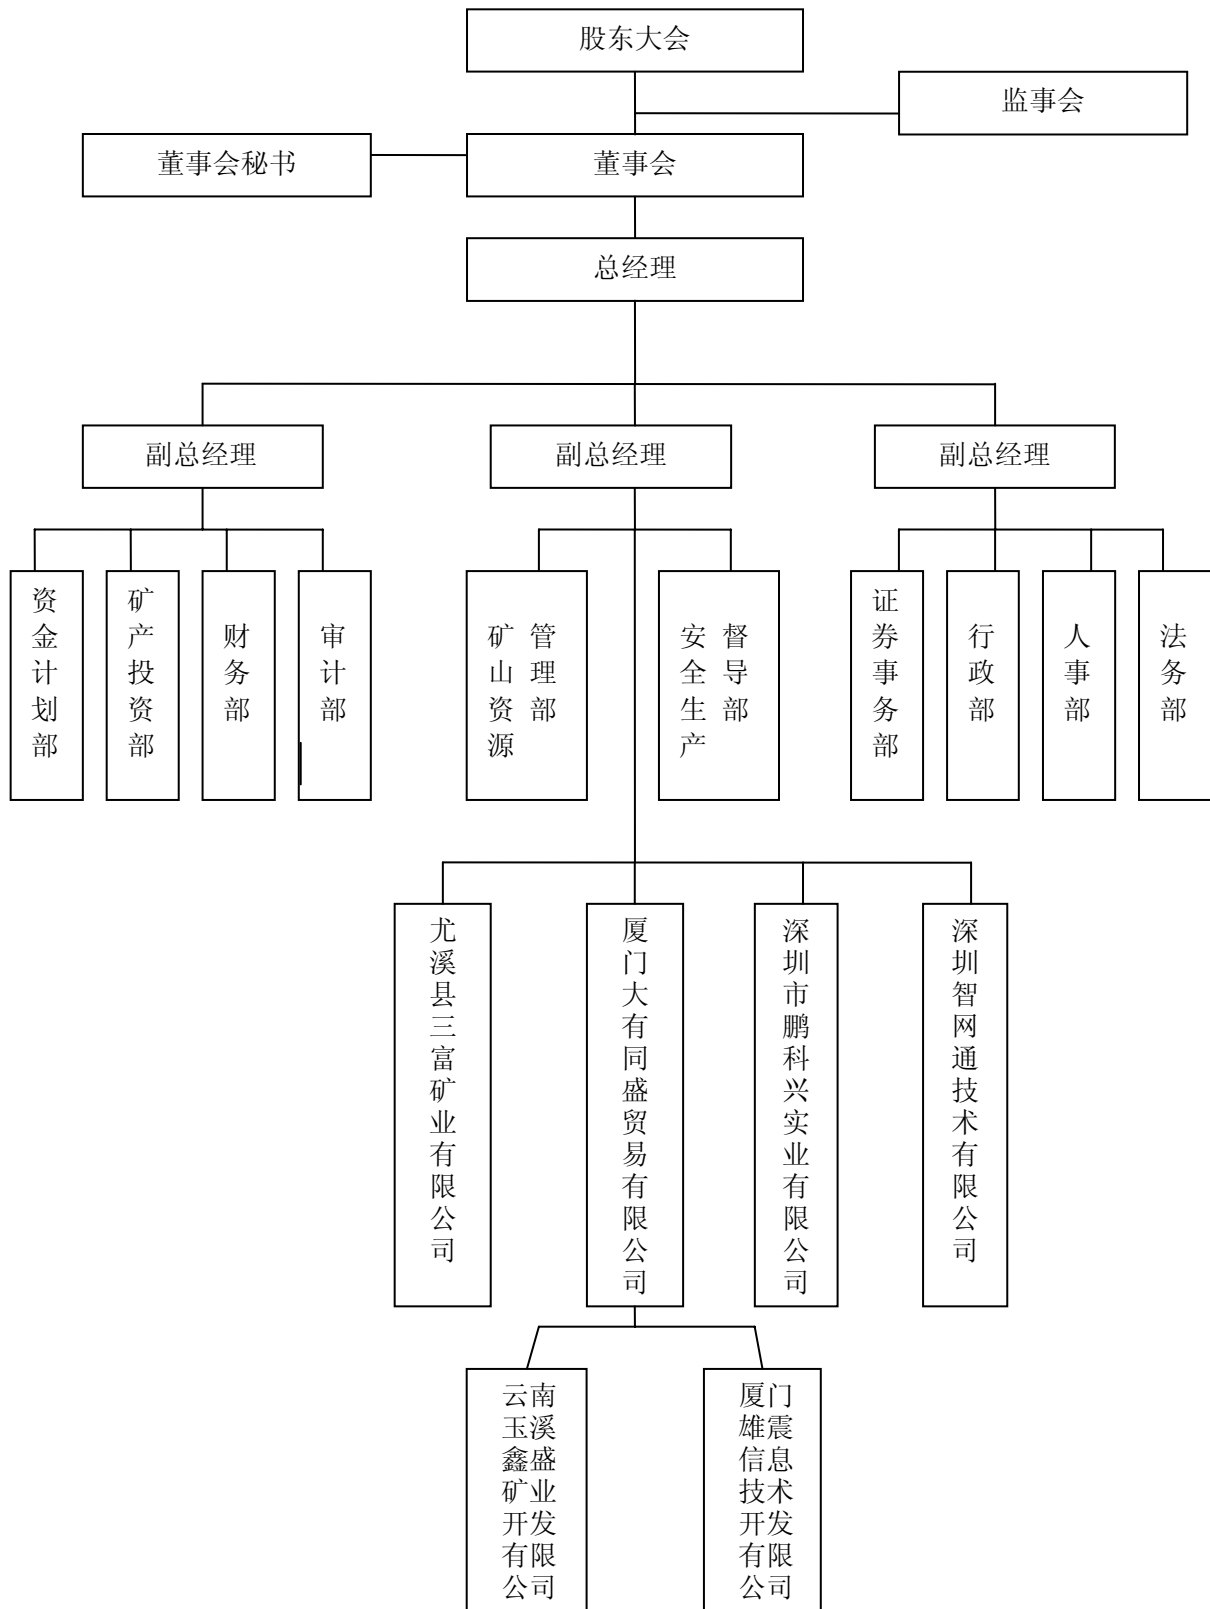 股东大会
监事会
董事会秘书
董事会
总经理
副总经理
副总经理
副总经理
资金计划部
矿产投资部
财务部
审计部
矿山资源
管理部
安全生产
督导部
证券事务部
行政部
人事部
法务部
尤溪县三富矿业有限公司
厦门大有同盛贸易有限公司
深圳市鹏科兴实业有限公司
深圳智网通技术有限公司
云南
玉溪
鑫盛
矿业
开发
有限
公司
厦门
雄震
信息
技术
开发
有限
公司